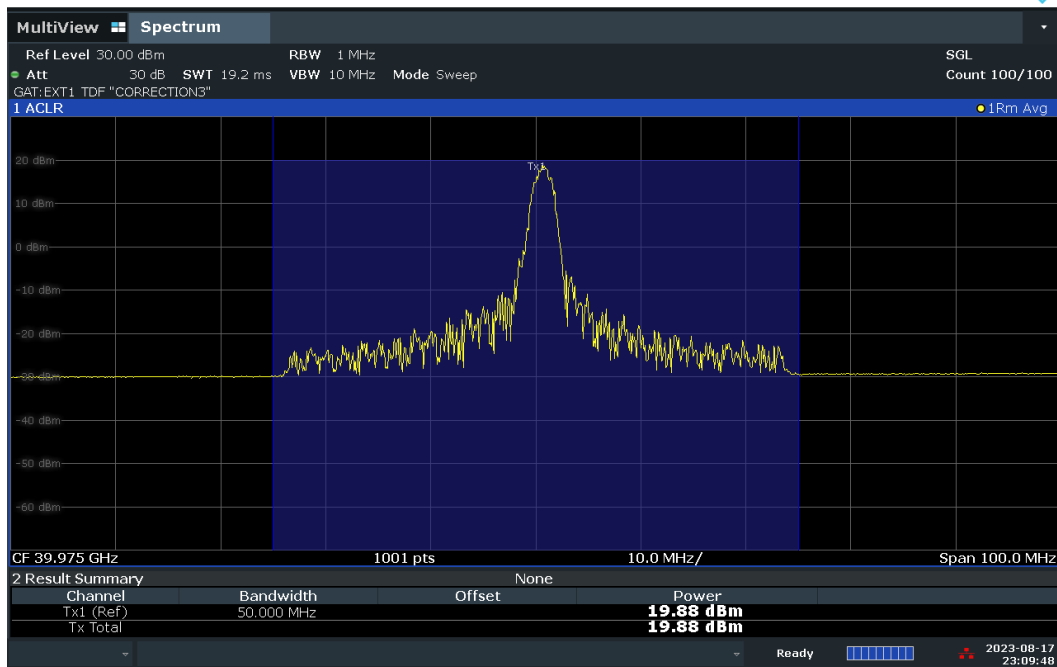 MultiView Spectrum
Ref Level 30.00 dBm RBW 1 MHz SGL
Att 30 dB SWT 19.2 ms VBW 10 MHz Mode Sweep Count 100/100
GAT:EXT1 TDF "CORRECTION3"
1 ACLR 1Rm Avg
Tx1
20 dBm
10 dBm
0 dBm
-10 dBm
-20 dBm
-30 dBm
-40 dBm
-50 dBm
-60 dBm
CF 39.975 GHz 1001 pts 10.0 MHz/ Span 100.0 MHz
2 Result Summary None
Channel Bandwidth Offset Power
Tx1 (Ref) 50.000 MHz 19.88 dBm
Tx Total 19.88 dBm
Ready 2023-08-17
23:09:48